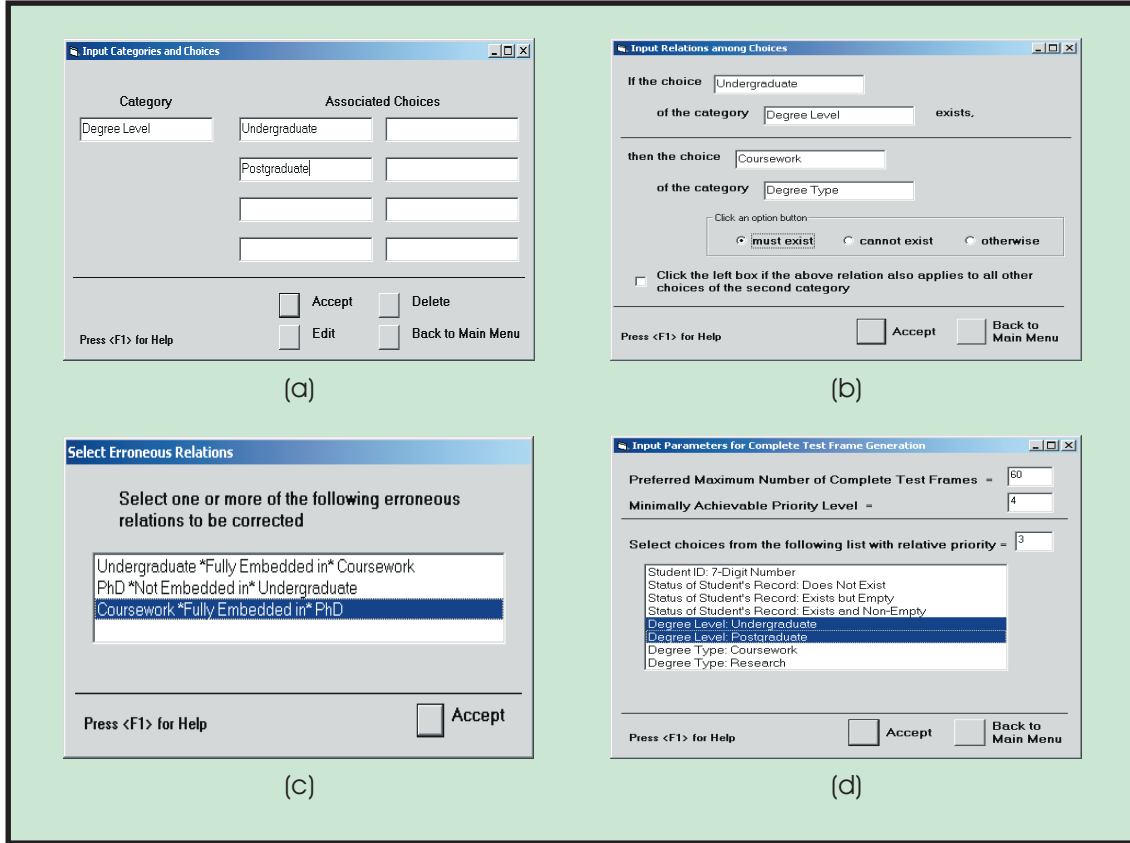 Input Categories and Choices
Category Associated Choices
Degree Level Undergraduate
Postgraduate
Accept Delete
Press <F1> for Help Edit Back to Main Menu
(a)
Input Relations among Choices
If the choice Undergraduate
of the category Degree Level exists,
then the choice Coursework
of the category Degree Type
Click an option button
must exist cannot exist otherwise
Click the left box if the above relation also applies to all other
choices of the second category
Press <F1> for Help Accept Back to
Main Menu
(b)
Select Erroneous Relations
Select one or more of the following erroneous
relations to be corrected
Undergraduate *Fully Embedded in* Coursework
PhD *Not Embedded in* Undergraduate
Coursework *Fully Embedded in* PhD
Press <F1> for Help Accept
(c)
Input Parameters for Complete Test Frame Generation
Preferred Maximum Number of Complete Test Frames = 60
Minimally Achievable Priority Level = 4
Select choices from the following list with relative priority = 3
Student ID: 7-Digit Number
Status of Student's Record: Does Not Exist
Status of Student's Record: Exists but Empty
Status of Student's Record: Exists and Non-Empty
Degree Level: Undergraduate
Degree Level: Postgraduate
Degree Type: Coursework
Degree Type: Research
Press <F1> for Help Accept Back to
Main Menu
(d)